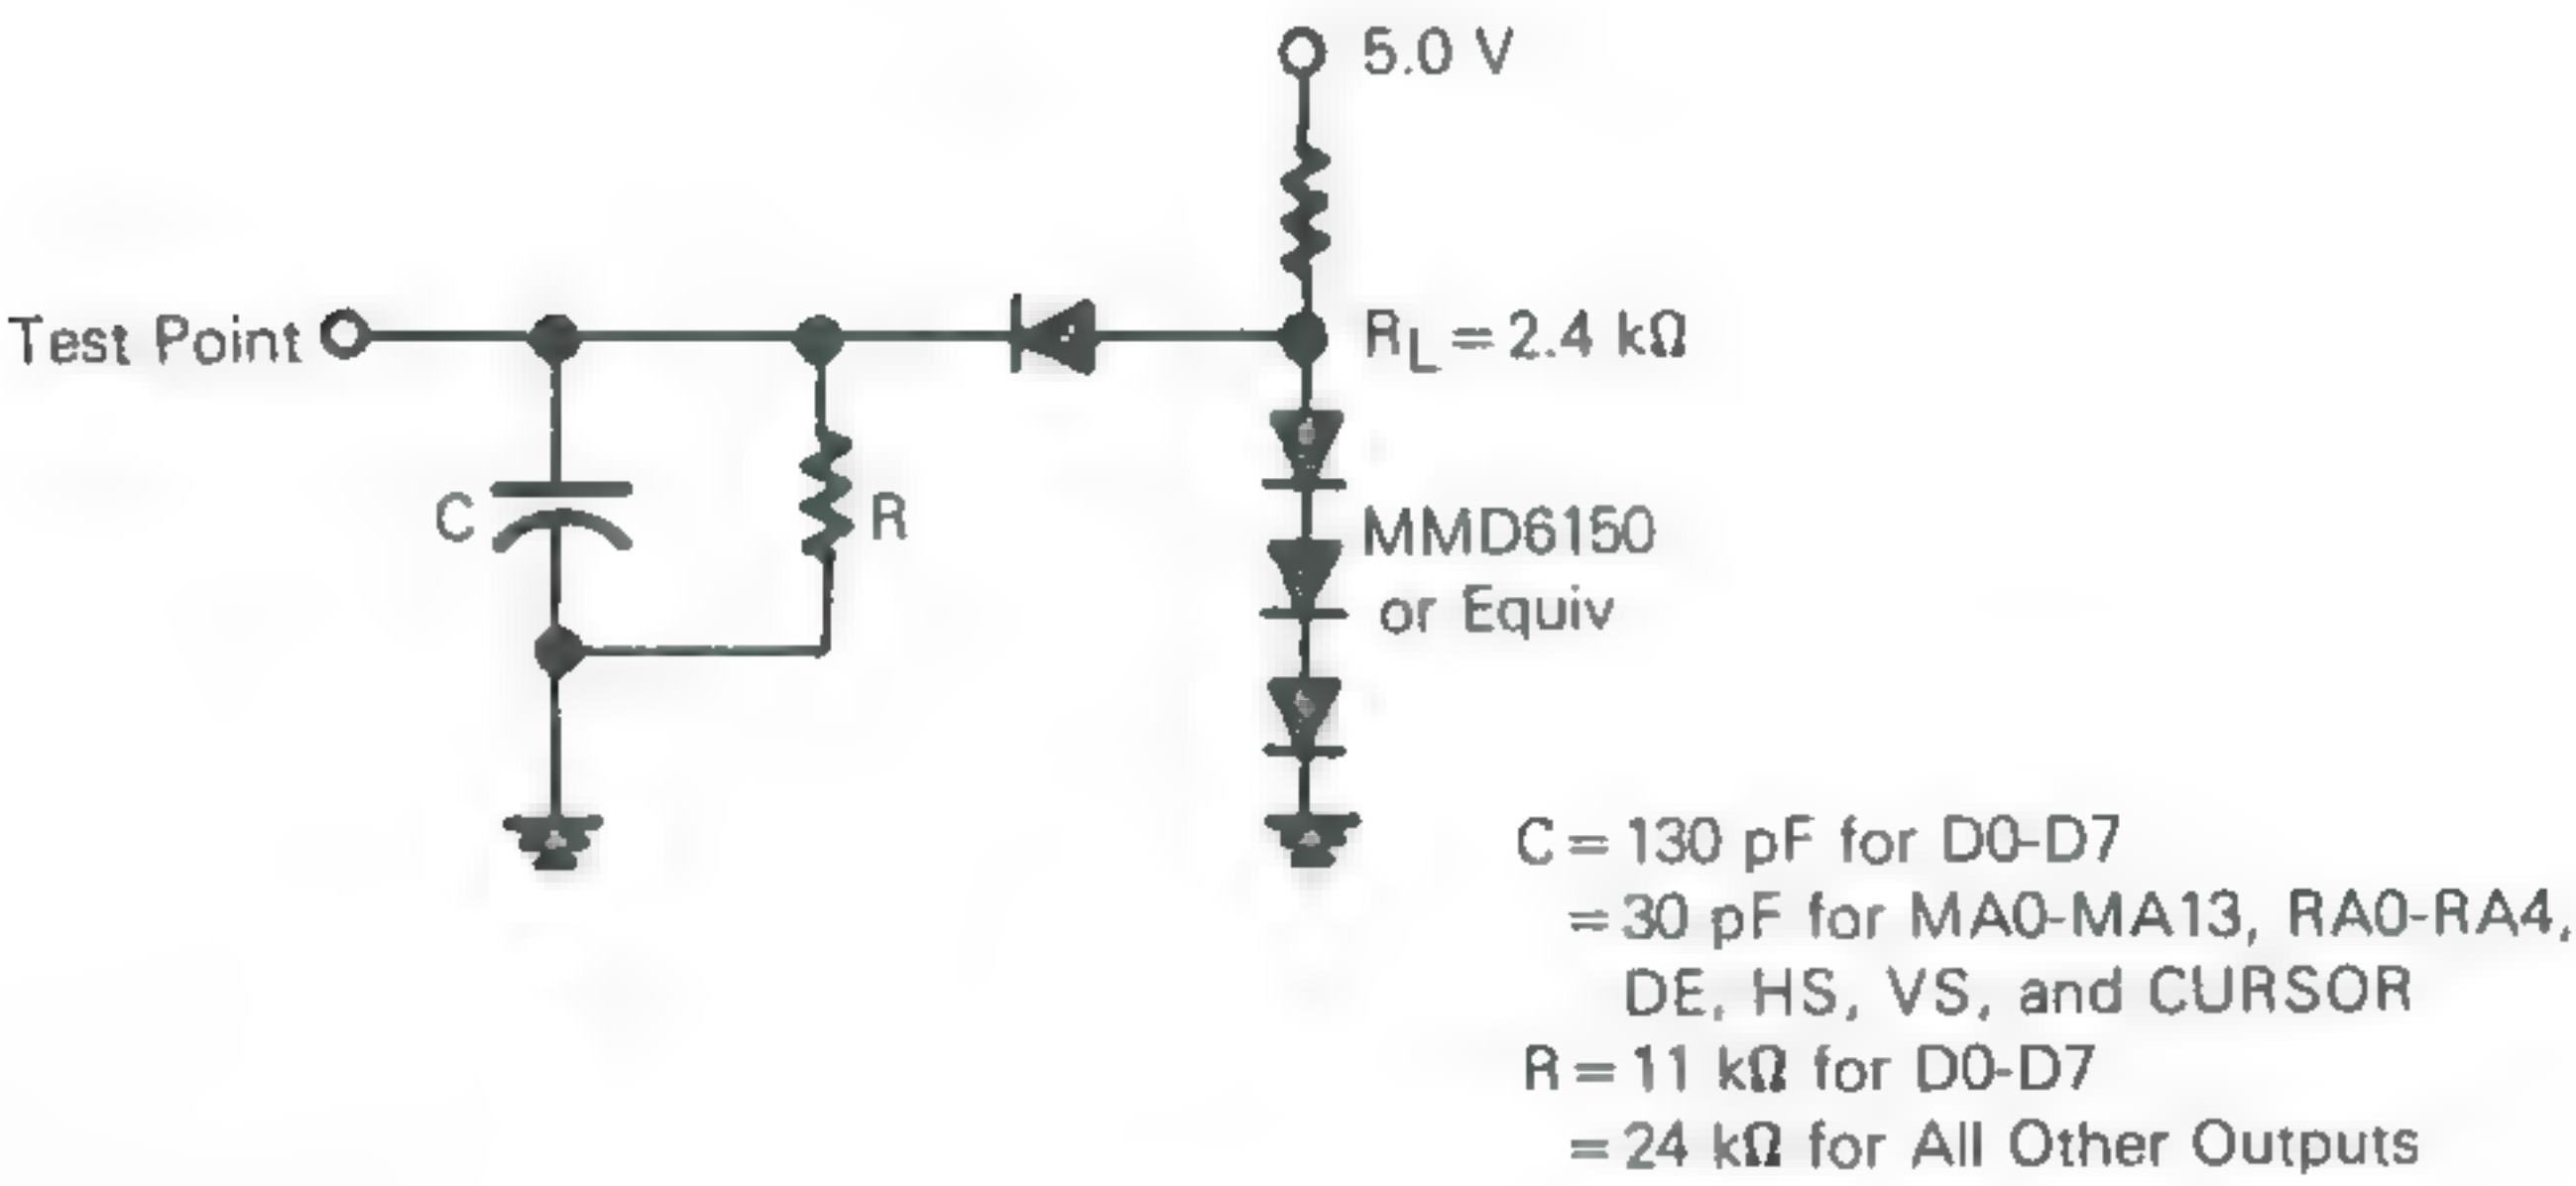 5.0 V
Test Point
RL = 2.4 kΩ
C
R
MMD6150
or Equiv
C = 130 pF for D0-D7
= 30 pF for MA0-MA13, RA0-RA4,
DE, HS, VS, and CURSOR
R = 11 kΩ for D0-D7
= 24 kΩ for All Other Outputs